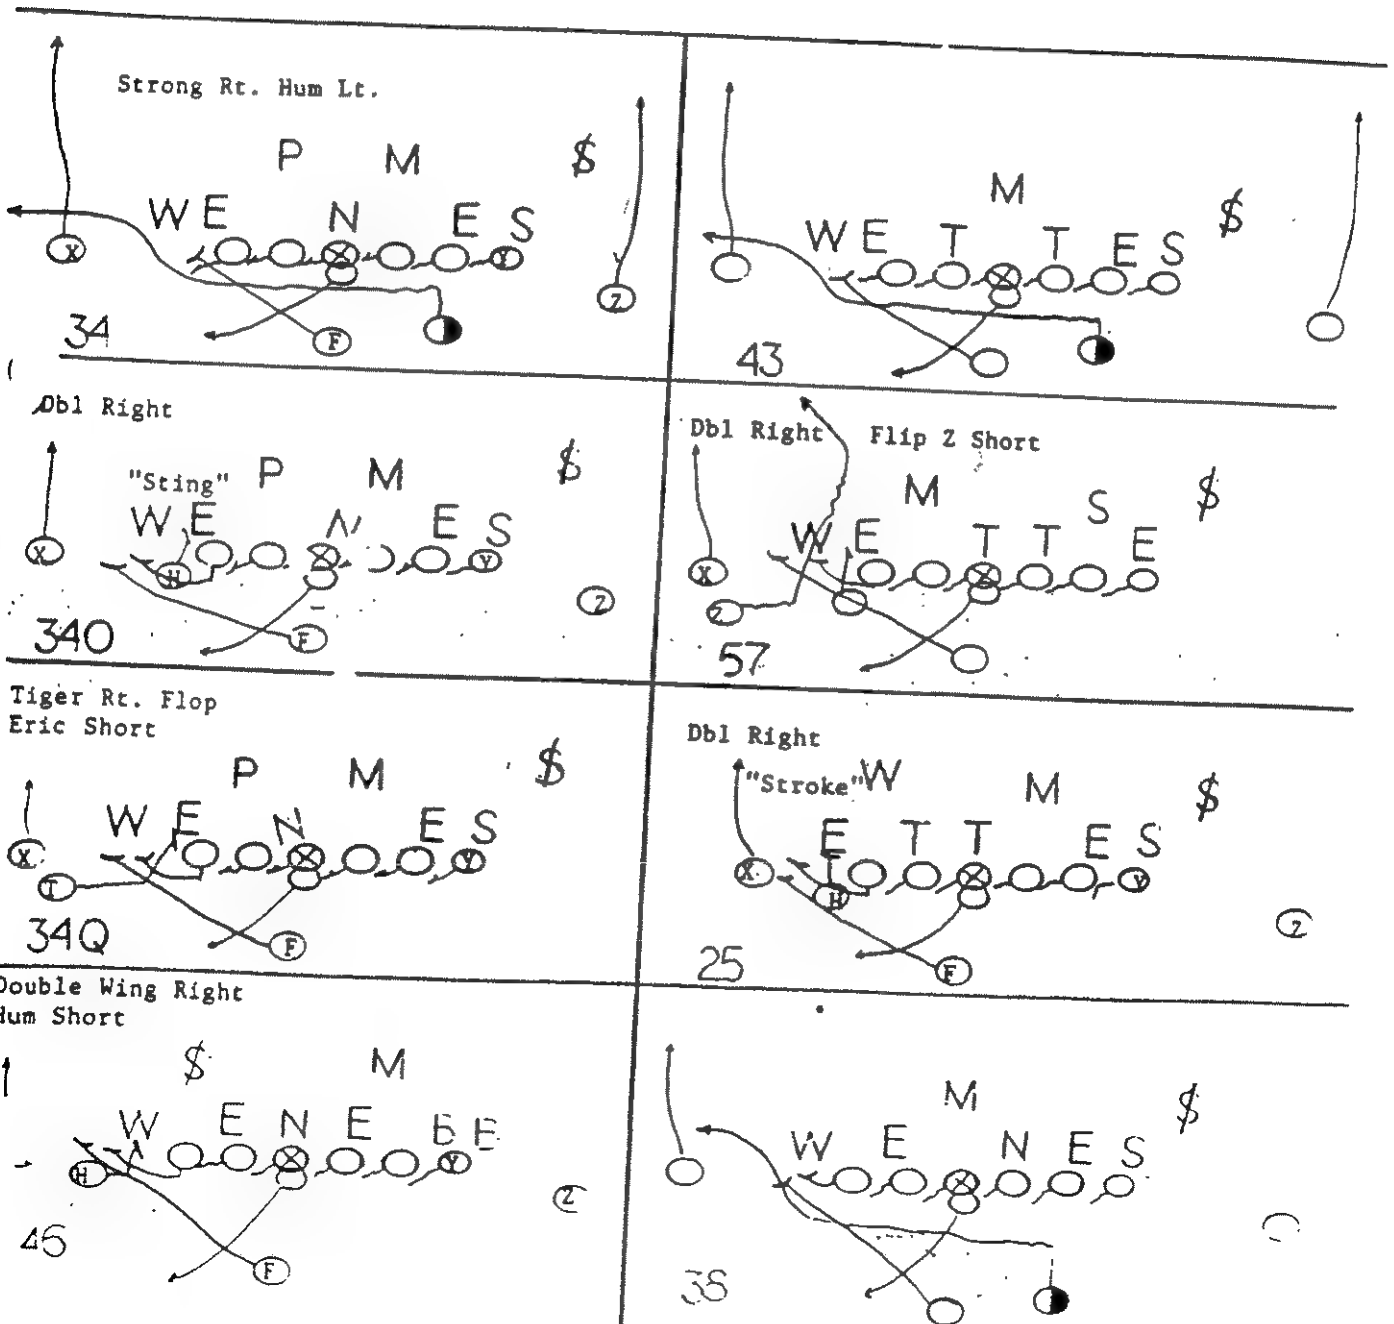 Strong Rt. Hum Lt.
P M $
W E N E S
X Y
Z
F
34
M $
W E T T E S
43
Dbl Right
P M $
"Sting"
W E N E S
X H Y
Z
F
340
Dbl Right Flip Z Short
M S $
W E T T E
X
Z
57
Tiger Rt. Flop
Eric Short
P M $
W E N E S
X Y
T
F
34Q
Dbl Right
"Stroke" W M $
E T T E S
X H Y
Z
F
25
Double Wing Right
Hum Short
$ M
W E N E E E
H Y
Z
F
46
M $
W E N E S
38